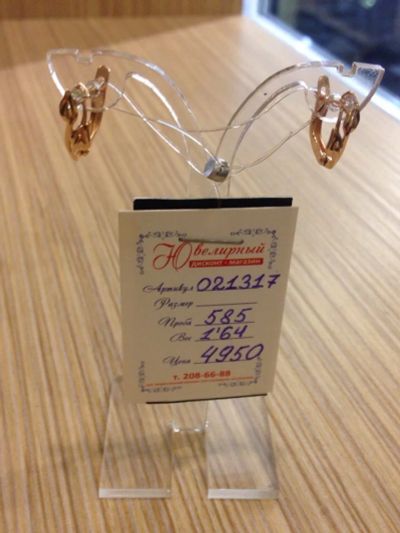 Ювелирный
дисконт - магазин
Артикул 021317
Размер
Проба 585
Вес 1'64
Цена 4950
т. 208-66-88